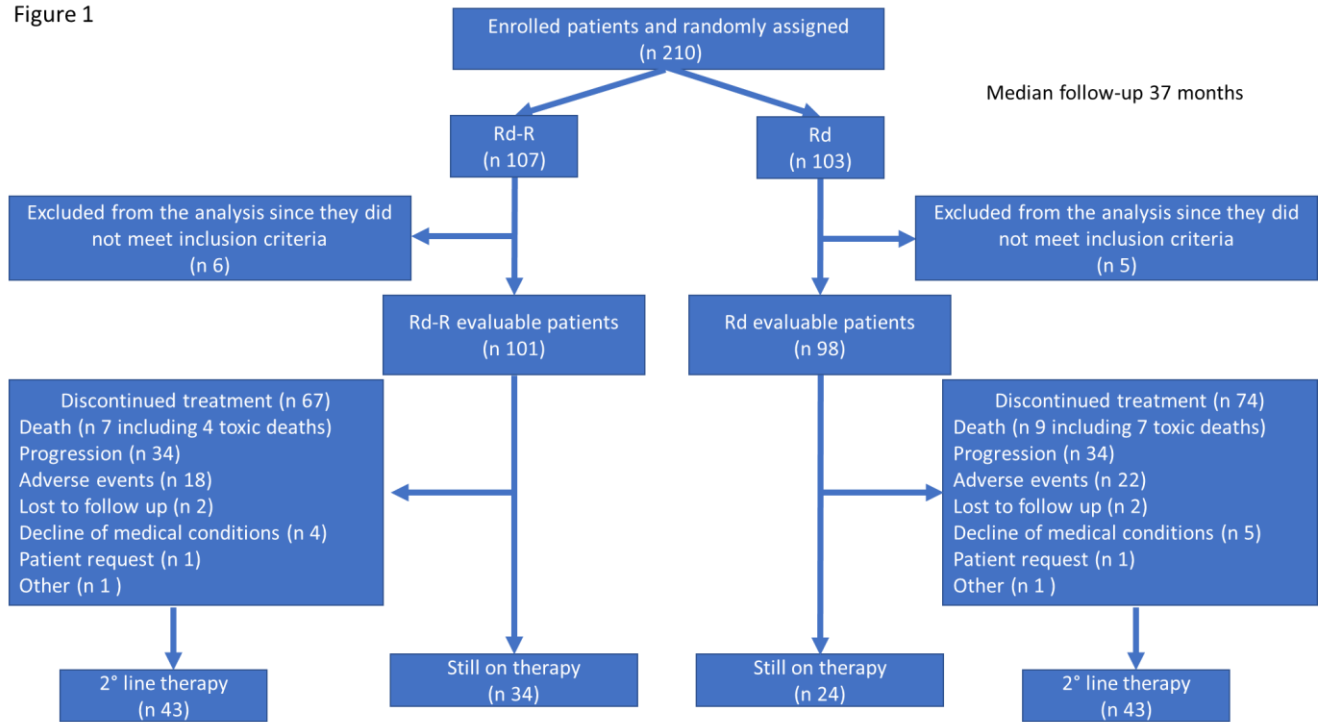 Figure 1
Enrolled patients and randomly assigned
(n 210)
Median follow-up 37 months
Rd-R
(n 107)
Rd
(n 103)
Excluded from the analysis since they did
not meet inclusion criteria
(n 6)
Excluded from the analysis since they did
not meet inclusion criteria
(n 5)
Rd-R evaluable patients
(n 101)
Rd evaluable patients
(n 98)
Discontinued treatment (n 67)
Death (n 7 including 4 toxic deaths)
Progression (n 34)
Adverse events (n 18)
Lost to follow up (n 2)
Decline of medical conditions (n 4)
Patient request (n 1)
Other (n 1 )
Discontinued treatment (n 74)
Death (n 9 including 7 toxic deaths)
Progression (n 34)
Adverse events (n 22)
Lost to follow up (n 2)
Decline of medical conditions (n 5)
Patient request (n 1)
Other (n 1 )
2° line therapy
(n 43)
Still on therapy
(n 34)
Still on therapy
(n 24)
2° line therapy
(n 43)